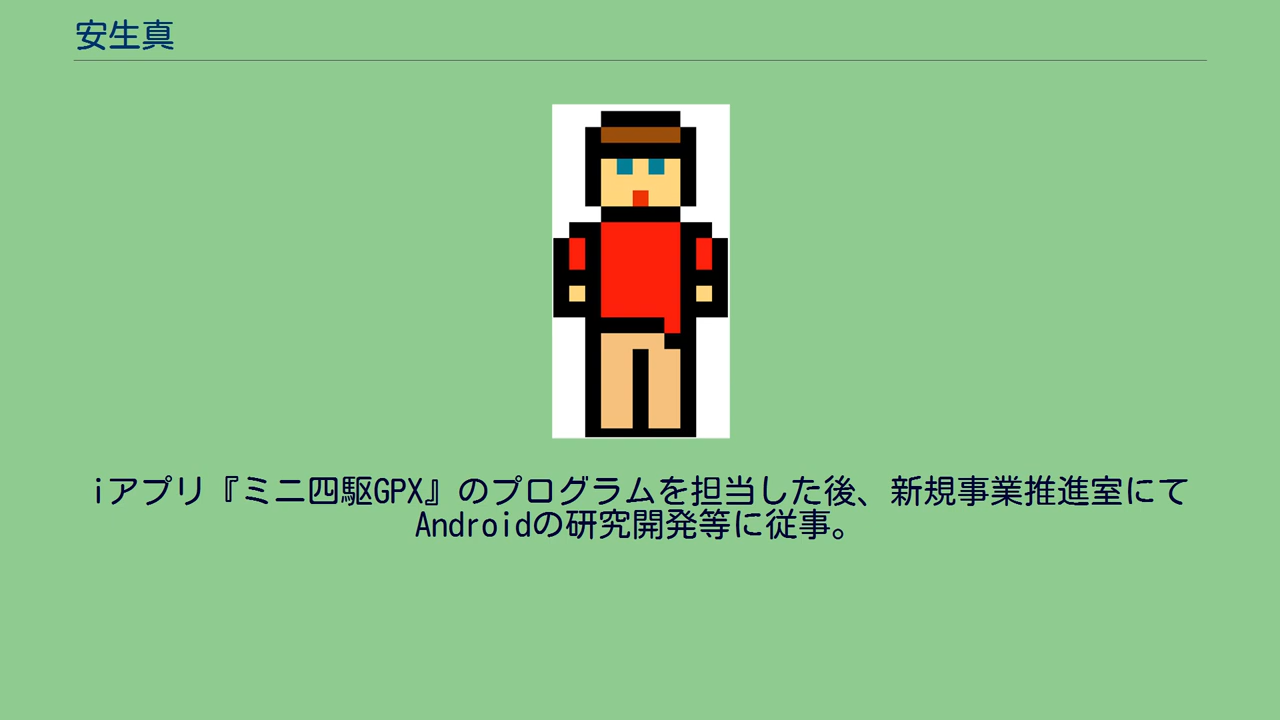 安生真
iアプリ『ミニ四駆GPX』のプログラムを担当した後、新規事業推進室にて
Androidの研究開発等に従事。